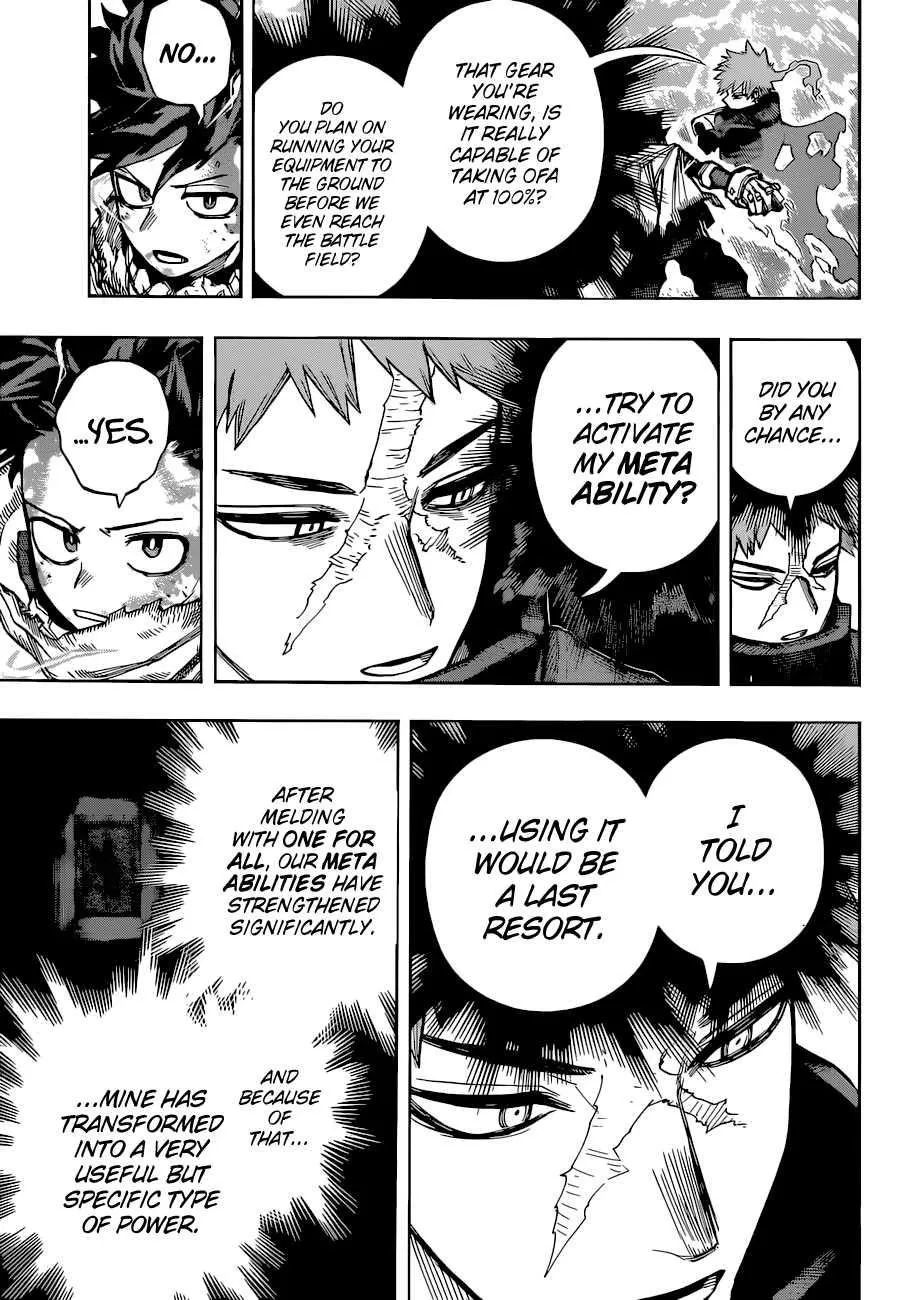 THAT GEAR
YOU'RE
WEARING, IS
IT REALLY
CAPABLE OF
TAKING OFA
AT 100%?
DO
YOU PLAN ON
RUNNING YOUR
EQUIPMENT TO
THE GROUND
BEFORE WE
EVEN REACH
THE BATTLE
FIELD?
NO...
DID YOU
BY ANY
CHANCE...
...TRY TO
ACTIVATE
MY META
ABILITY?
...YES.
I
TOLD
YOU...
...USING IT
WOULD BE
A LAST
RESORT.
AFTER
MELDING
WITH ONE FOR
ALL, OUR META
ABILITIES HAVE
STRENGTHENED
SIGNIFICANTLY.
AND
BECAUSE
OF
THAT...
...MINE HAS
TRANSFORMED
INTO A VERY
USEFUL BUT
SPECIFIC TYPE
OF POWER.